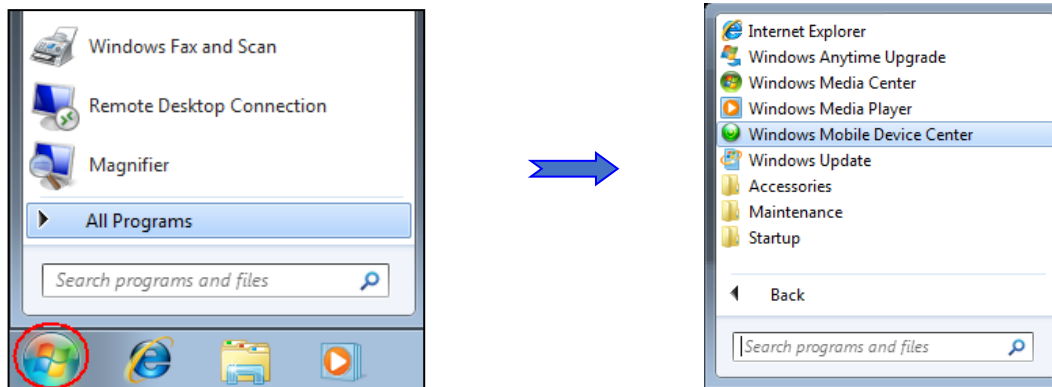 Windows Fax and Scan
Remote Desktop Connection
Magnifier
All Programs
Search programs and files
Internet Explorer
Windows Anytime Upgrade
Windows Media Center
Windows Media Player
Windows Mobile Device Center
Windows Update
Accessories
Maintenance
Startup
Back
Search programs and files